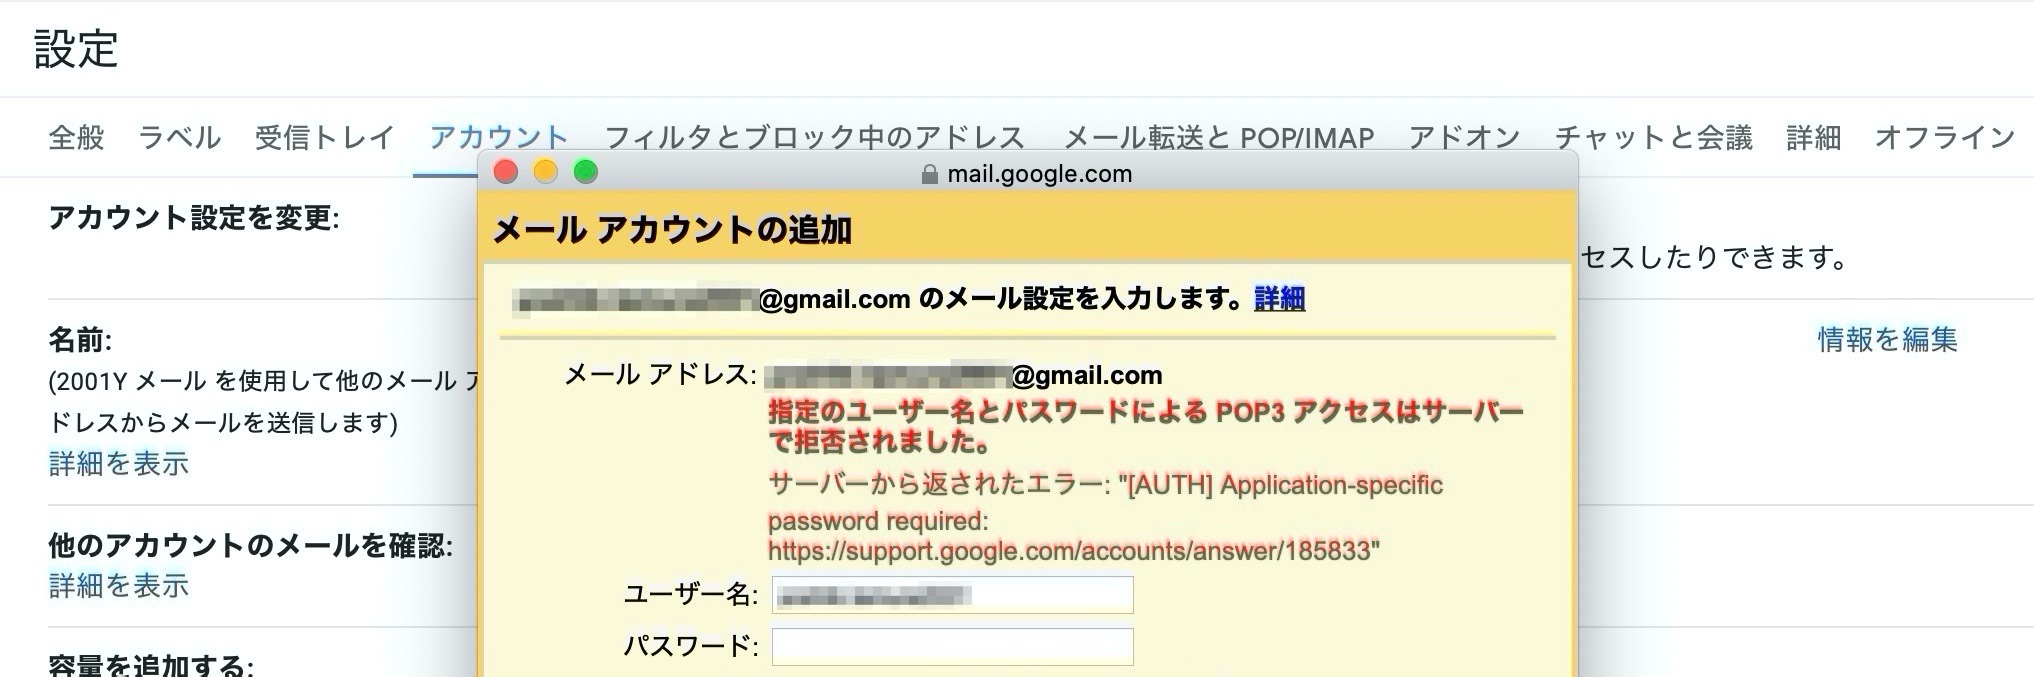 設定
全般 ラベル 受信トレイ アカウント フィルタとブロック中のアドレス メール転送と POP/IMAP アドオン チャットと会議 詳細 オフライン
mail.google.com
アカウント設定を変更:
メール アカウントの追加
セスしたりできます。
@gmail.com のメール設定を入力します。詳細
名前:
情報を編集
(2001Y メール を使用して他のメール ア
ドレスからメールを送信します)
詳細を表示
メール アドレス: @gmail.com
指定のユーザー名とパスワードによる POP3 アクセスはサーバー
で拒否されました。
サーバーから返されたエラー: "[AUTH] Application-specific
password required:
https://support.google.com/accounts/answer/185833"
他のアカウントのメールを確認:
詳細を表示
ユーザー名:
パスワード:
容量を追加する: